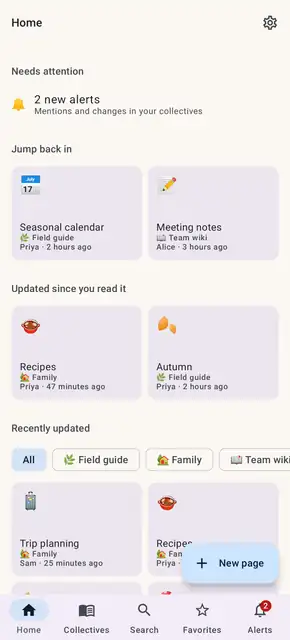 Home
Needs attention
2 new alerts
Mentions and changes in your collectives
Jump back in
July
17
Seasonal calendar
🌿 Field guide
Priya · 2 hours ago
Meeting notes
📖 Team wiki
Alice · 3 hours ago
Updated since you read it
Recipes
🏡 Family
Priya · 47 minutes ago
Autumn
🌿 Field guide
Priya · 2 hours ago
Recently updated
All
🌿 Field guide
🏡 Family
📖 Team wiki
Trip planning
🏡 Family
Sam · 25 minutes ago
Recipes
🏡 Fam
Priya ·
New page
2
Home
Collectives
Search
Favorites
Alerts